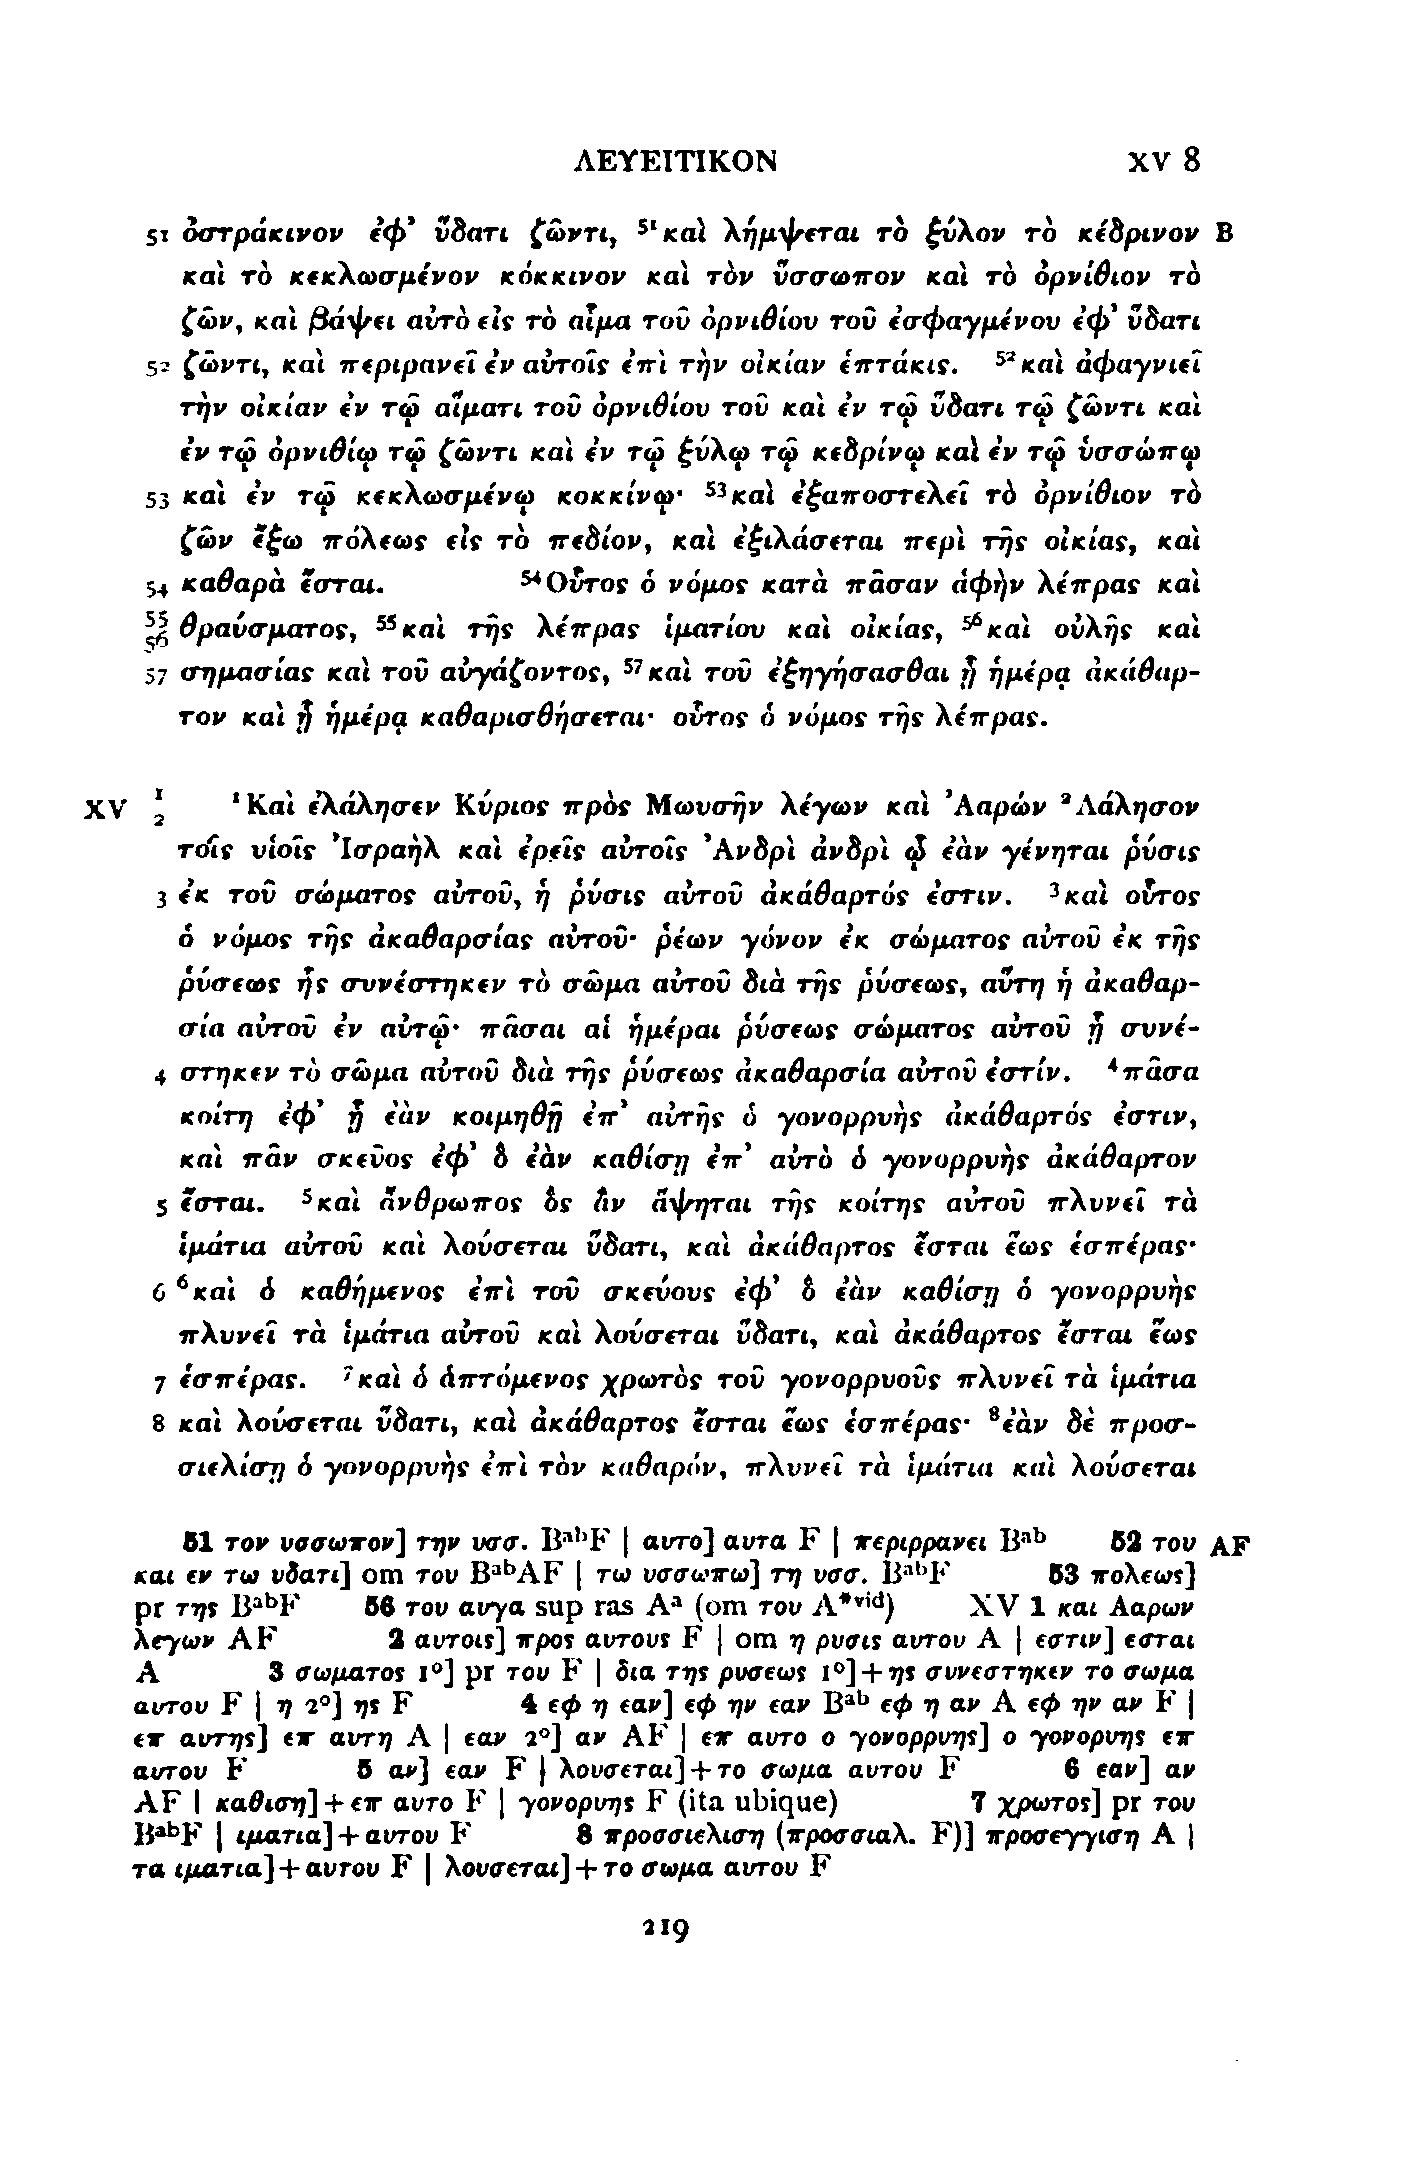 ΛΕΥΕΙΤΙΚΟΝ XV 8
51 ὀστράκινον ἐφ᾽ ὕδατι ζῶντι, ⁵¹καὶ λήμψεται τὸ ξύλον τὸ κέδρινον B
καὶ τὸ κεκλωσμένον κόκκινον καὶ τὸν ὕσσωπον καὶ τὸ ὀρνίθιον τὸ
ζῶν, καὶ βάψει αὐτὸ εἰς τὸ αἷμα τοῦ ὀρνιθίου τοῦ ἐσφαγμένου ἐφ᾽ ὕδατι
52 ζῶντι, καὶ περιρανεῖ ἐν αὐτοῖς ἐπὶ τὴν οἰκίαν ἑπτάκις. ⁵²καὶ ἀφαγνιεῖ
τὴν οἰκίαν ἐν τῷ αἵματι τοῦ ὀρνιθίου τοῦ καὶ ἐν τῷ ὕδατι τῷ ζῶντι καὶ
ἐν τῷ ὀρνιθίῳ τῷ ζῶντι καὶ ἐν τῷ ξύλῳ τῷ κεδρίνῳ καὶ ἐν τῷ ὑσσώπῳ
53 καὶ ἐν τῷ κεκλωσμένῳ κοκκίνῳ· ⁵³καὶ ἐξαποστελεῖ τὸ ὀρνίθιον τὸ
ζῶν ἔξω πόλεως εἰς τὸ πεδίον, καὶ ἐξιλάσεται περὶ τῆς οἰκίας, καὶ
54 καθαρὰ ἔσται. ⁵⁴Οὗτος ὁ νόμος κατὰ πᾶσαν ἁφὴν λέπρας καὶ
55 56 θραύσματος, ⁵⁵καὶ τῆς λέπρας ἱματίου καὶ οἰκίας, ⁵⁶καὶ οὐλῆς καὶ
57 σημασίας καὶ τοῦ αὐγάζοντος, ⁵⁷καὶ τοῦ ἐξηγήσασθαι ᾗ ἡμέρᾳ ἀκάθαρ-
τον καὶ ᾗ ἡμέρᾳ καθαρισθήσεται· οὗτος ὁ νόμος τῆς λέπρας.
XV 1 2 ¹Καὶ ἐλάλησεν Κύριος πρὸς Μωυσῆν λέγων καὶ Ἀαρών ²Λάλησον
τοῖς υἱοῖς Ἰσραὴλ καὶ ἐρεῖς αὐτοῖς Ἀνδρὶ ἀνδρὶ ᾧ ἐὰν γένηται ῥύσις
3 ἐκ τοῦ σώματος αὐτοῦ, ἡ ῥύσις αὐτοῦ ἀκάθαρτός ἐστιν. ³καὶ οὗτος
ὁ νόμος τῆς ἀκαθαρσίας αὐτοῦ· ῥέων γόνον ἐκ σώματος αὐτοῦ ἐκ τῆς
ῥύσεως ἧς συνέστηκεν τὸ σῶμα αὐτοῦ διὰ τῆς ῥύσεως, αὕτη ἡ ἀκαθαρ-
σία αὐτοῦ ἐν αὐτῷ· πᾶσαι αἱ ἡμέραι ῥύσεως σώματος αὐτοῦ ᾗ συνέ-
4 στηκεν τὸ σῶμα αὐτοῦ διὰ τῆς ῥύσεως ἀκαθαρσία αὐτοῦ ἐστίν. ⁴πᾶσα
κοίτη ἐφ᾽ ᾗ ἐὰν κοιμηθῇ ἐπ᾽ αὐτῆς ὁ γονορρυὴς ἀκάθαρτός ἐστιν,
καὶ πᾶν σκεῦος ἐφ᾽ ὃ ἐὰν καθίσῃ ἐπ᾽ αὐτὸ ὁ γονορρυὴς ἀκάθαρτον
5 ἔσται. ⁵καὶ ἄνθρωπος ὃς ἂν ἅψηται τῆς κοίτης αὐτοῦ πλυνεῖ τὰ
ἱμάτια αὐτοῦ καὶ λούσεται ὕδατι, καὶ ἀκάθαρτος ἔσται ἕως ἑσπέρας·
6 ⁶καὶ ὁ καθήμενος ἐπὶ τοῦ σκεύους ἐφ᾽ ὃ ἐὰν καθίσῃ ὁ γονορρυὴς
πλυνεῖ τὰ ἱμάτια αὐτοῦ καὶ λούσεται ὕδατι, καὶ ἀκάθαρτος ἔσται ἕως
7 ἑσπέρας. ⁷καὶ ὁ ἁπτόμενος χρωτὸς τοῦ γονορρυοῦς πλυνεῖ τὰ ἱμάτια
8 καὶ λούσεται ὕδατι, καὶ ἀκάθαρτος ἔσται ἕως ἑσπέρας· ⁸ἐὰν δὲ προσ-
σιελίσῃ ὁ γονορρυὴς ἐπὶ τὸν καθαρόν, πλυνεῖ τὰ ἱμάτια καὶ λούσεται
51 τον υσσωπον] την υσσ. BᵃᵇF | αυτο] αυτα F | περιρρανει Bᵃᵇ 52 του AF
και εν τω υδατι] om του BᵃᵇAF | τω υσσωπω] τη υσσ. BᵃᵇF 53 πολεως]
pr της BᵃᵇF 56 του αυγα sup ras Aᵃ (om του A*ᵛⁱᵈ) XV 1 και Ααρων
λεγων AF 2 αυτοις] προς αυτους F | om η ρυσις αυτου A | εστιν] εσται
A 3 σωματος 1°] pr του F | δια της ρυσεως 1°]+ης συνεστηκεν το σωμα
αυτου F | η 2°] ης F 4 εφ η εαν] εφ ην εαν Bᵃᵇ εφ η αν A εφ ην αν F |
επ αυτης] επ αυτη A | εαν 2°] αν AF | επ αυτο ο γονορρυης] ο γονορυης επ
αυτου F 5 αν] εαν F | λουσεται]+το σωμα αυτου F 6 εαν] αν
AF | καθιση]+επ αυτο F | γονορυης F (ita ubique) 7 χρωτος] pr του
BᵃᵇF | ιματια]+αυτου F 8 προσσιελιση (προσσιαλ. F)] προσεγγιση A |
τα ιματια]+αυτου F | λουσεται]+το σωμα αυτου F
219